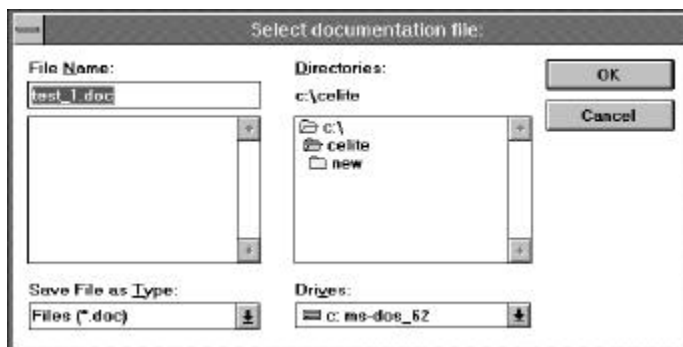 Select documentation file:
File Name:
test_1.doc
Directories:
c:\celite
c:\
celite
new
OK
Cancel
Save File as Type:
Files (*.doc)
Drives:
c: ms-dos_62